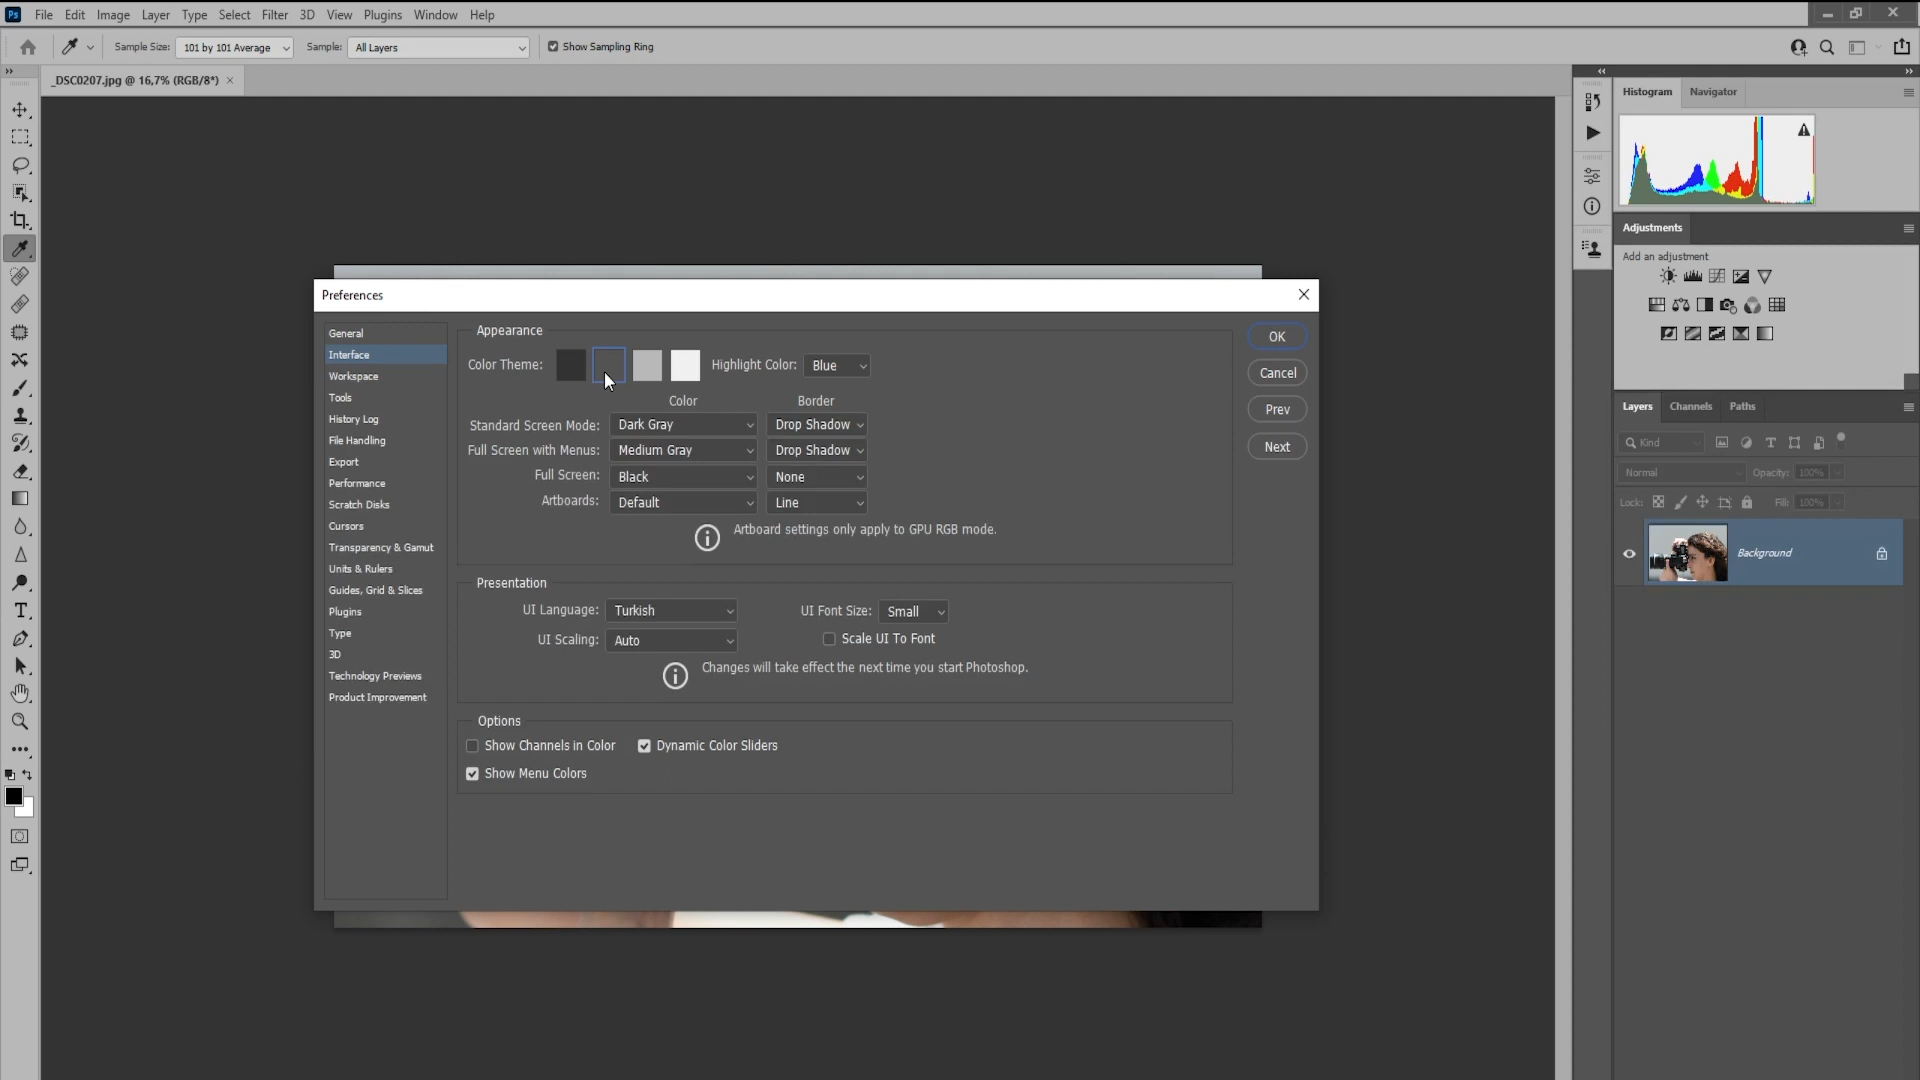 Ps File Edit Image Layer Type Select Filter 3D View Plugins Window Help
Sample Size: 101 by 101 Average Sample: All Layers Show Sampling Ring
_DSC0207.jpg @ 16,7% (RGB/8*)
Histogram Navigator
Adjustments
Add an adjustment
Layers Channels Paths
Kind
Normal Opacity: 100%
Lock: Fill: 100%
Background
Preferences
General
Interface
Workspace
Tools
History Log
File Handling
Export
Performance
Scratch Disks
Cursors
Transparency & Gamut
Units & Rulers
Guides, Grid & Slices
Plugins
Type
3D
Technology Previews
Product Improvement
Appearance
Color Theme: Highlight Color: Blue
Color Border
Standard Screen Mode: Dark Gray Drop Shadow
Full Screen with Menus: Medium Gray Drop Shadow
Full Screen: Black None
Artboards: Default Line
Artboard settings only apply to GPU RGB mode.
Presentation
UI Language: Turkish UI Font Size: Small
UI Scaling: Auto Scale UI To Font
Changes will take effect the next time you start Photoshop.
Options
Show Channels in Color Dynamic Color Sliders
Show Menu Colors
OK
Cancel
Prev
Next